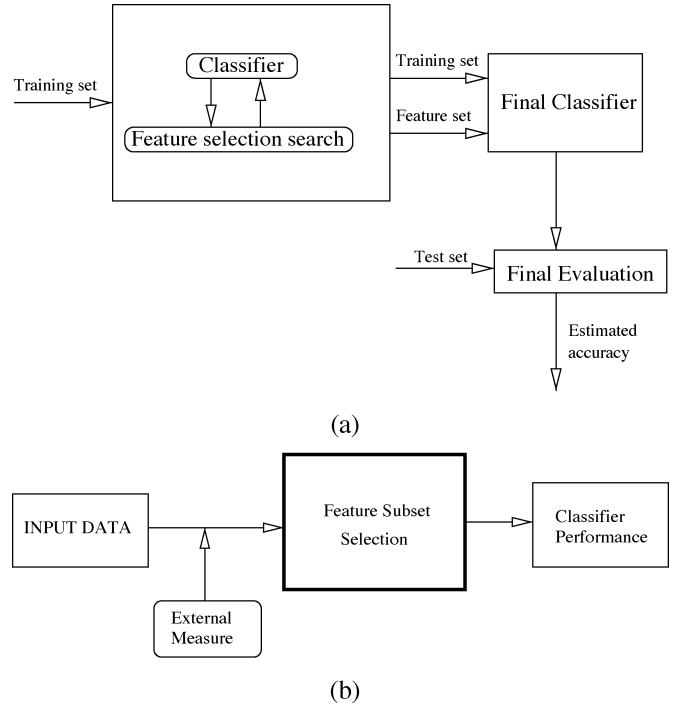 Training set
Classifier
Feature selection search
Training set
Feature set
Final Classifier
Test set
Final Evaluation
Estimated
accuracy
(a)
INPUT DATA
Feature Subset
Selection
Classifier
Performance
External
Measure
(b)